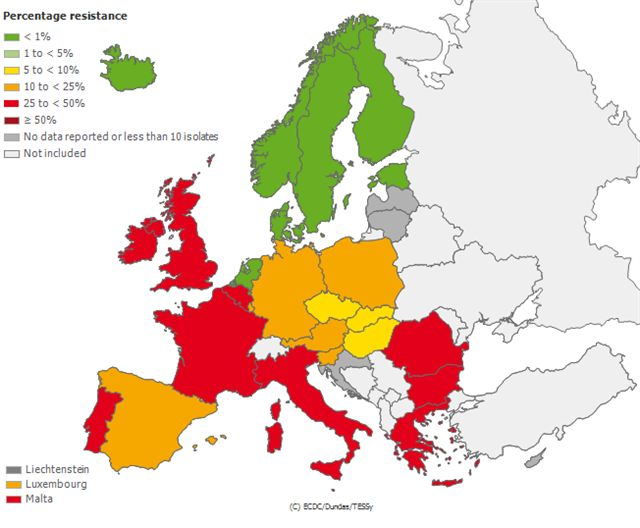 Percentage resistance
< 1%
1 to < 5%
5 to < 10%
10 to < 25%
25 to < 50%
≥ 50%
No data reported or less than 10 isolates
Not included
Liechtenstein
Luxembourg
Malta
(C) ECDC/Dundas/TESSy